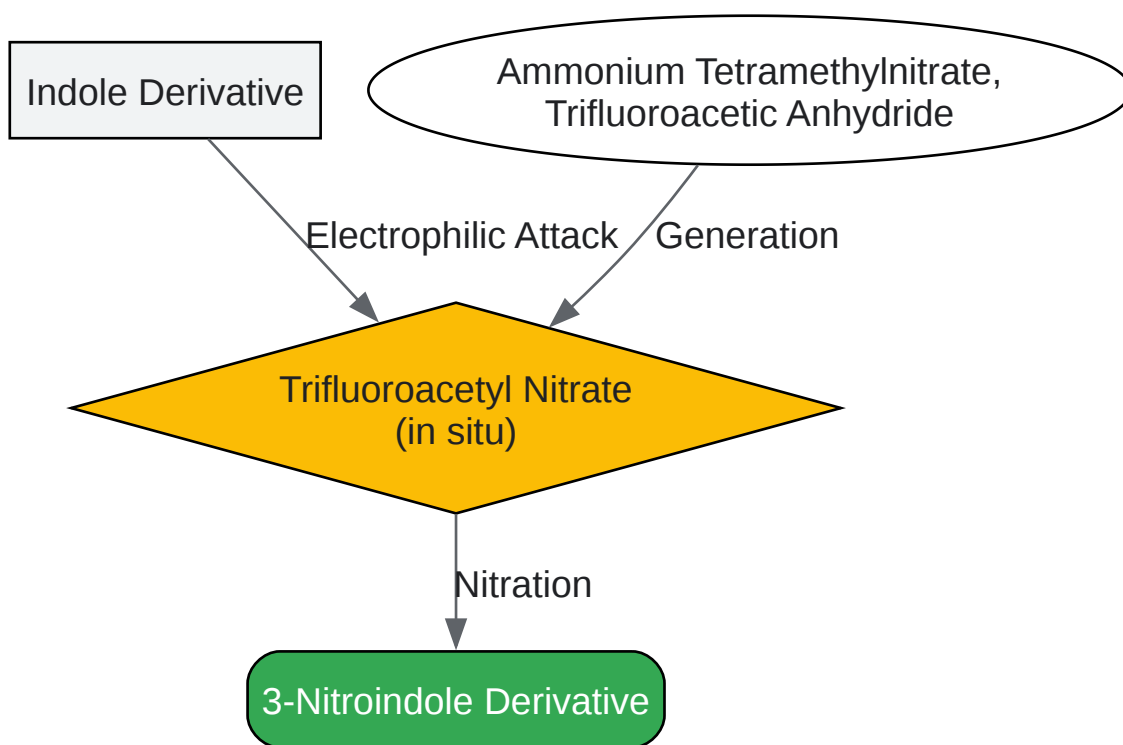 Indole Derivative
Ammonium Tetramethylnitrate,
Trifluoroacetic Anhydride
Electrophilic Attack
Generation
Trifluoroacetyl Nitrate
(in situ)
Nitration
3-Nitroindole Derivative